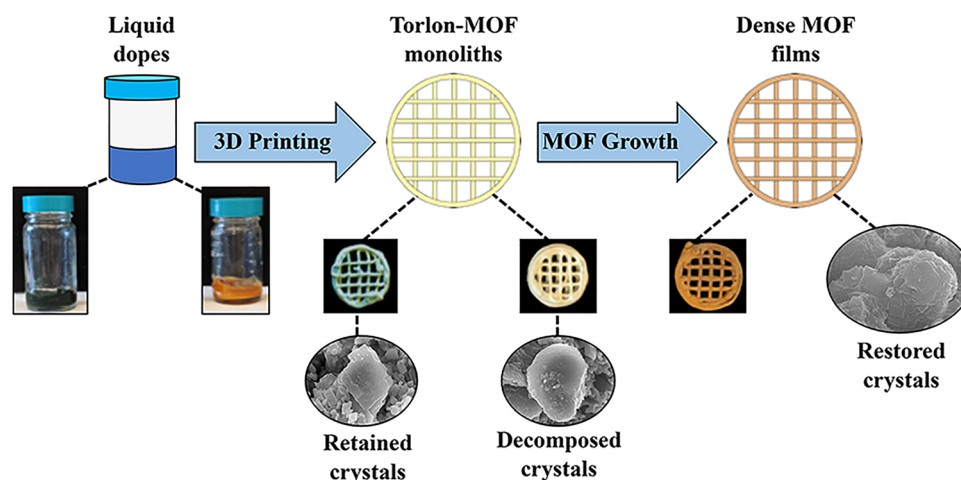 Liquid
dopes
Torlon-MOF
monoliths
Dense MOF
films
3D Printing
MOF Growth
Retained
crystals
Decomposed
crystals
Restored
crystals